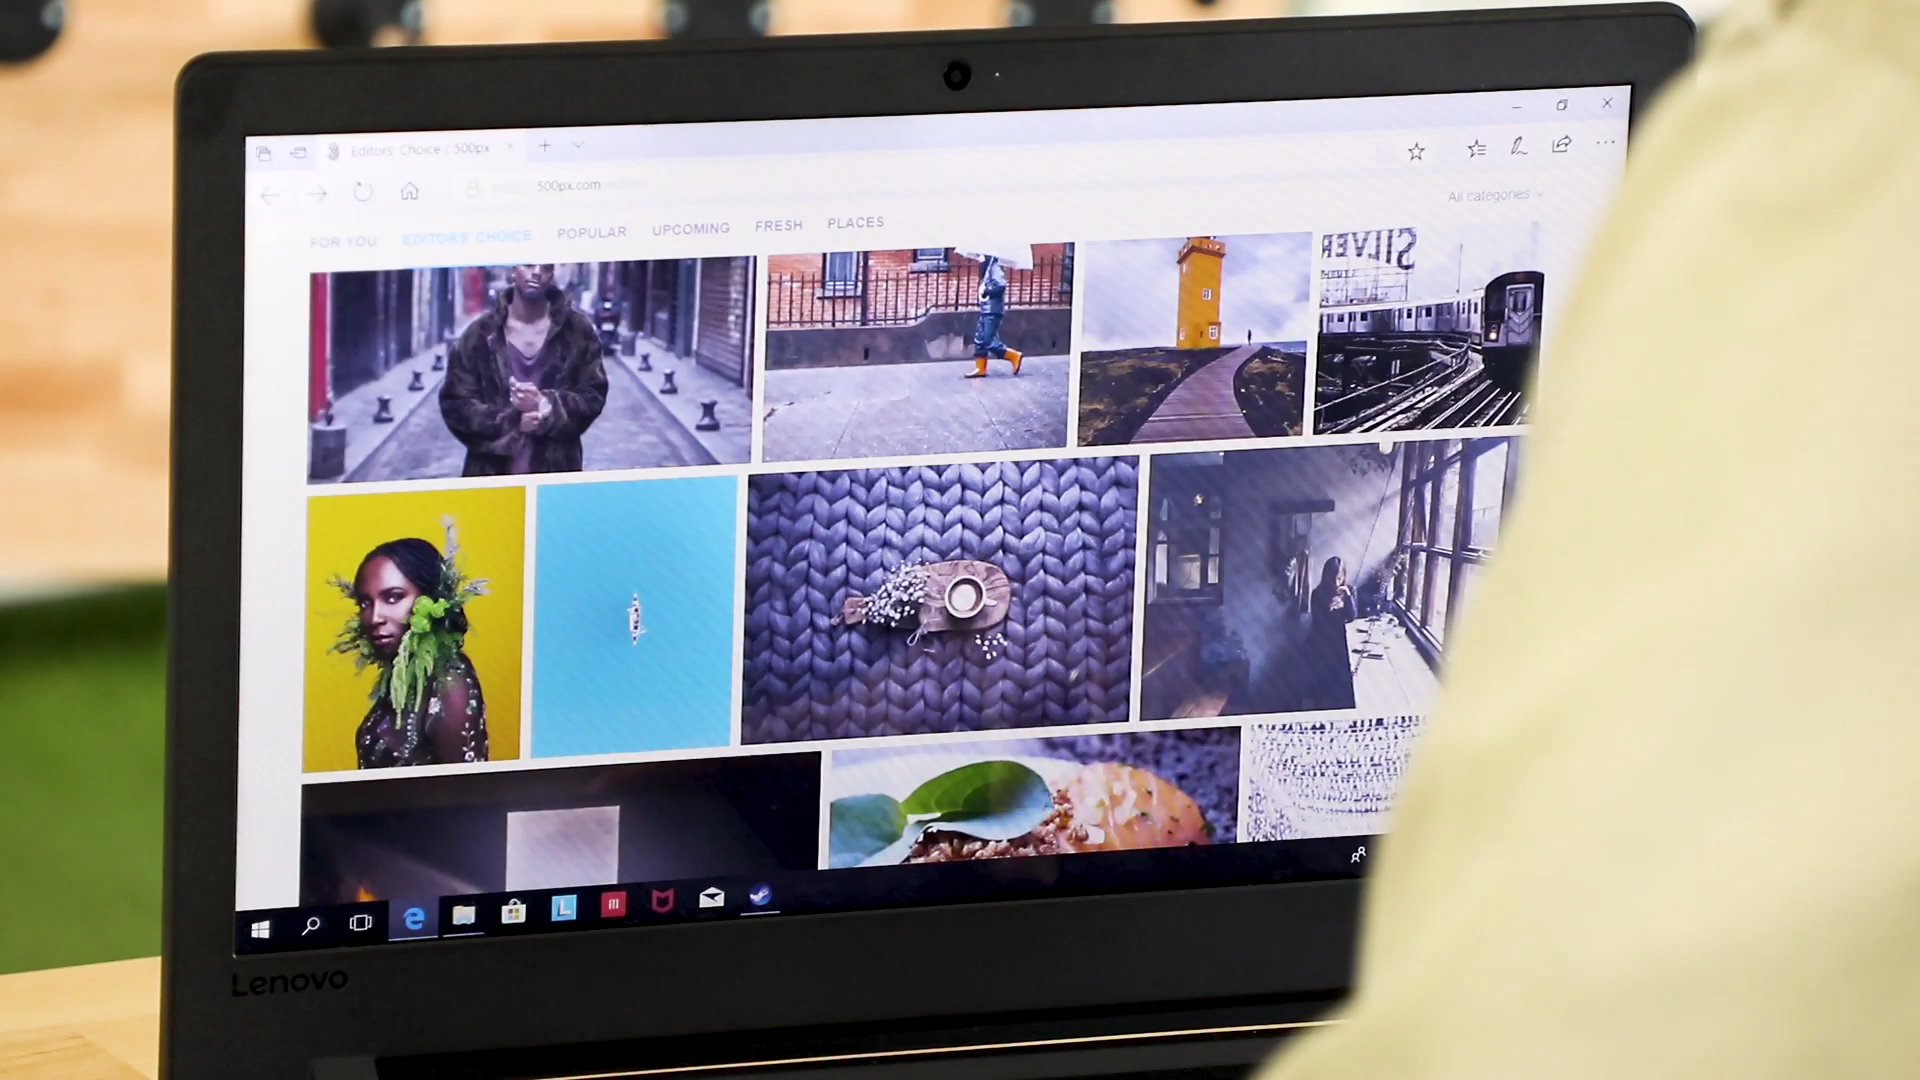 Editors' Choice / 500px
500px.com
All categories
FOR YOU EDITORS' CHOICE POPULAR UPCOMING FRESH PLACES
SILVER
Lenovo